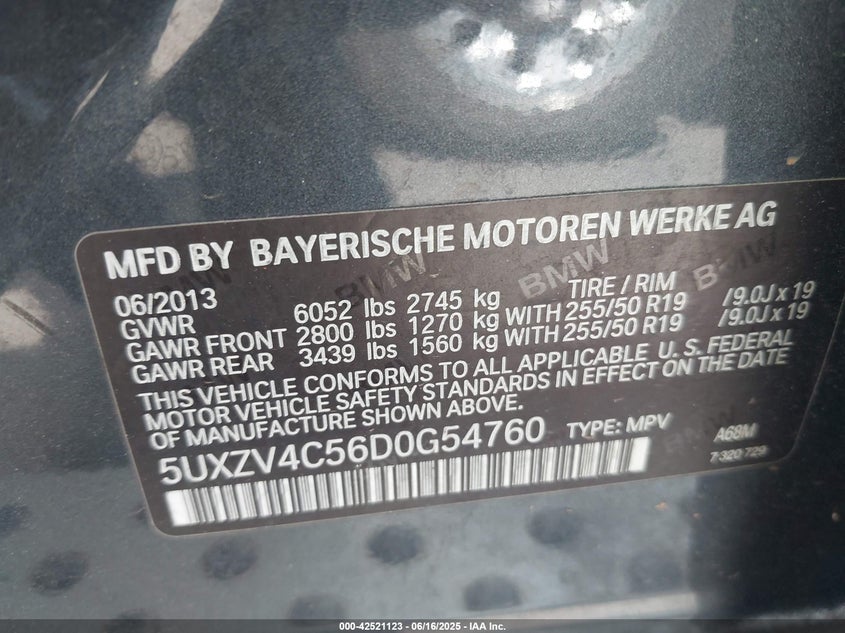 MFD BY BAYERISCHE MOTOREN WERKE AG
06/2013 TIRE / RIM
GVWR 6052 lbs 2745 kg
GAWR FRONT 2800 lbs 1270 kg WITH 255/50 R19 /9.0J x 19
GAWR REAR 3439 lbs 1560 kg WITH 255/50 R19 /9.0J x 19
THIS VEHICLE CONFORMS TO ALL APPLICABLE U.S. FEDERAL
MOTOR VEHICLE SAFETY STANDARDS IN EFFECT ON THE DATE
OF MANUFACTURE SHOWN ABOVE.
5UXZV4C56D0G54760 TYPE: MPV A68M
7 320 729
BMW BMW BMW
000-42521123 - 06/16/2025 - IAA Inc.